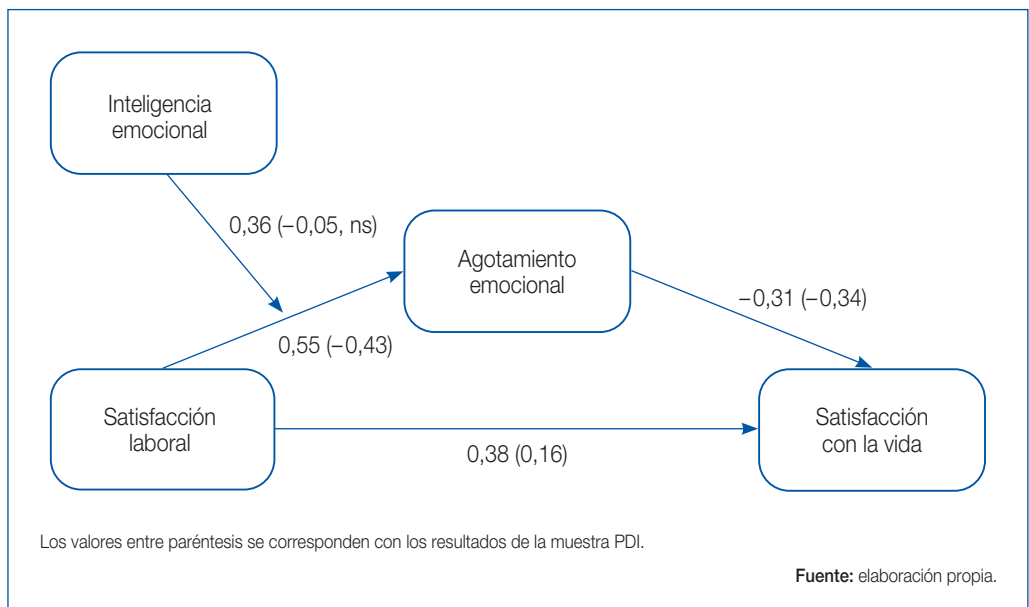 Inteligencia
emocional
0,36 (−0,05, ns)
Agotamiento
emocional
−0,31 (−0,34)
0,55 (−0,43)
Satisfacción
laboral
Satisfacción
con la vida
0,38 (0,16)
Los valores entre paréntesis se corresponden con los resultados de la muestra PDI.
Fuente: elaboración propia.